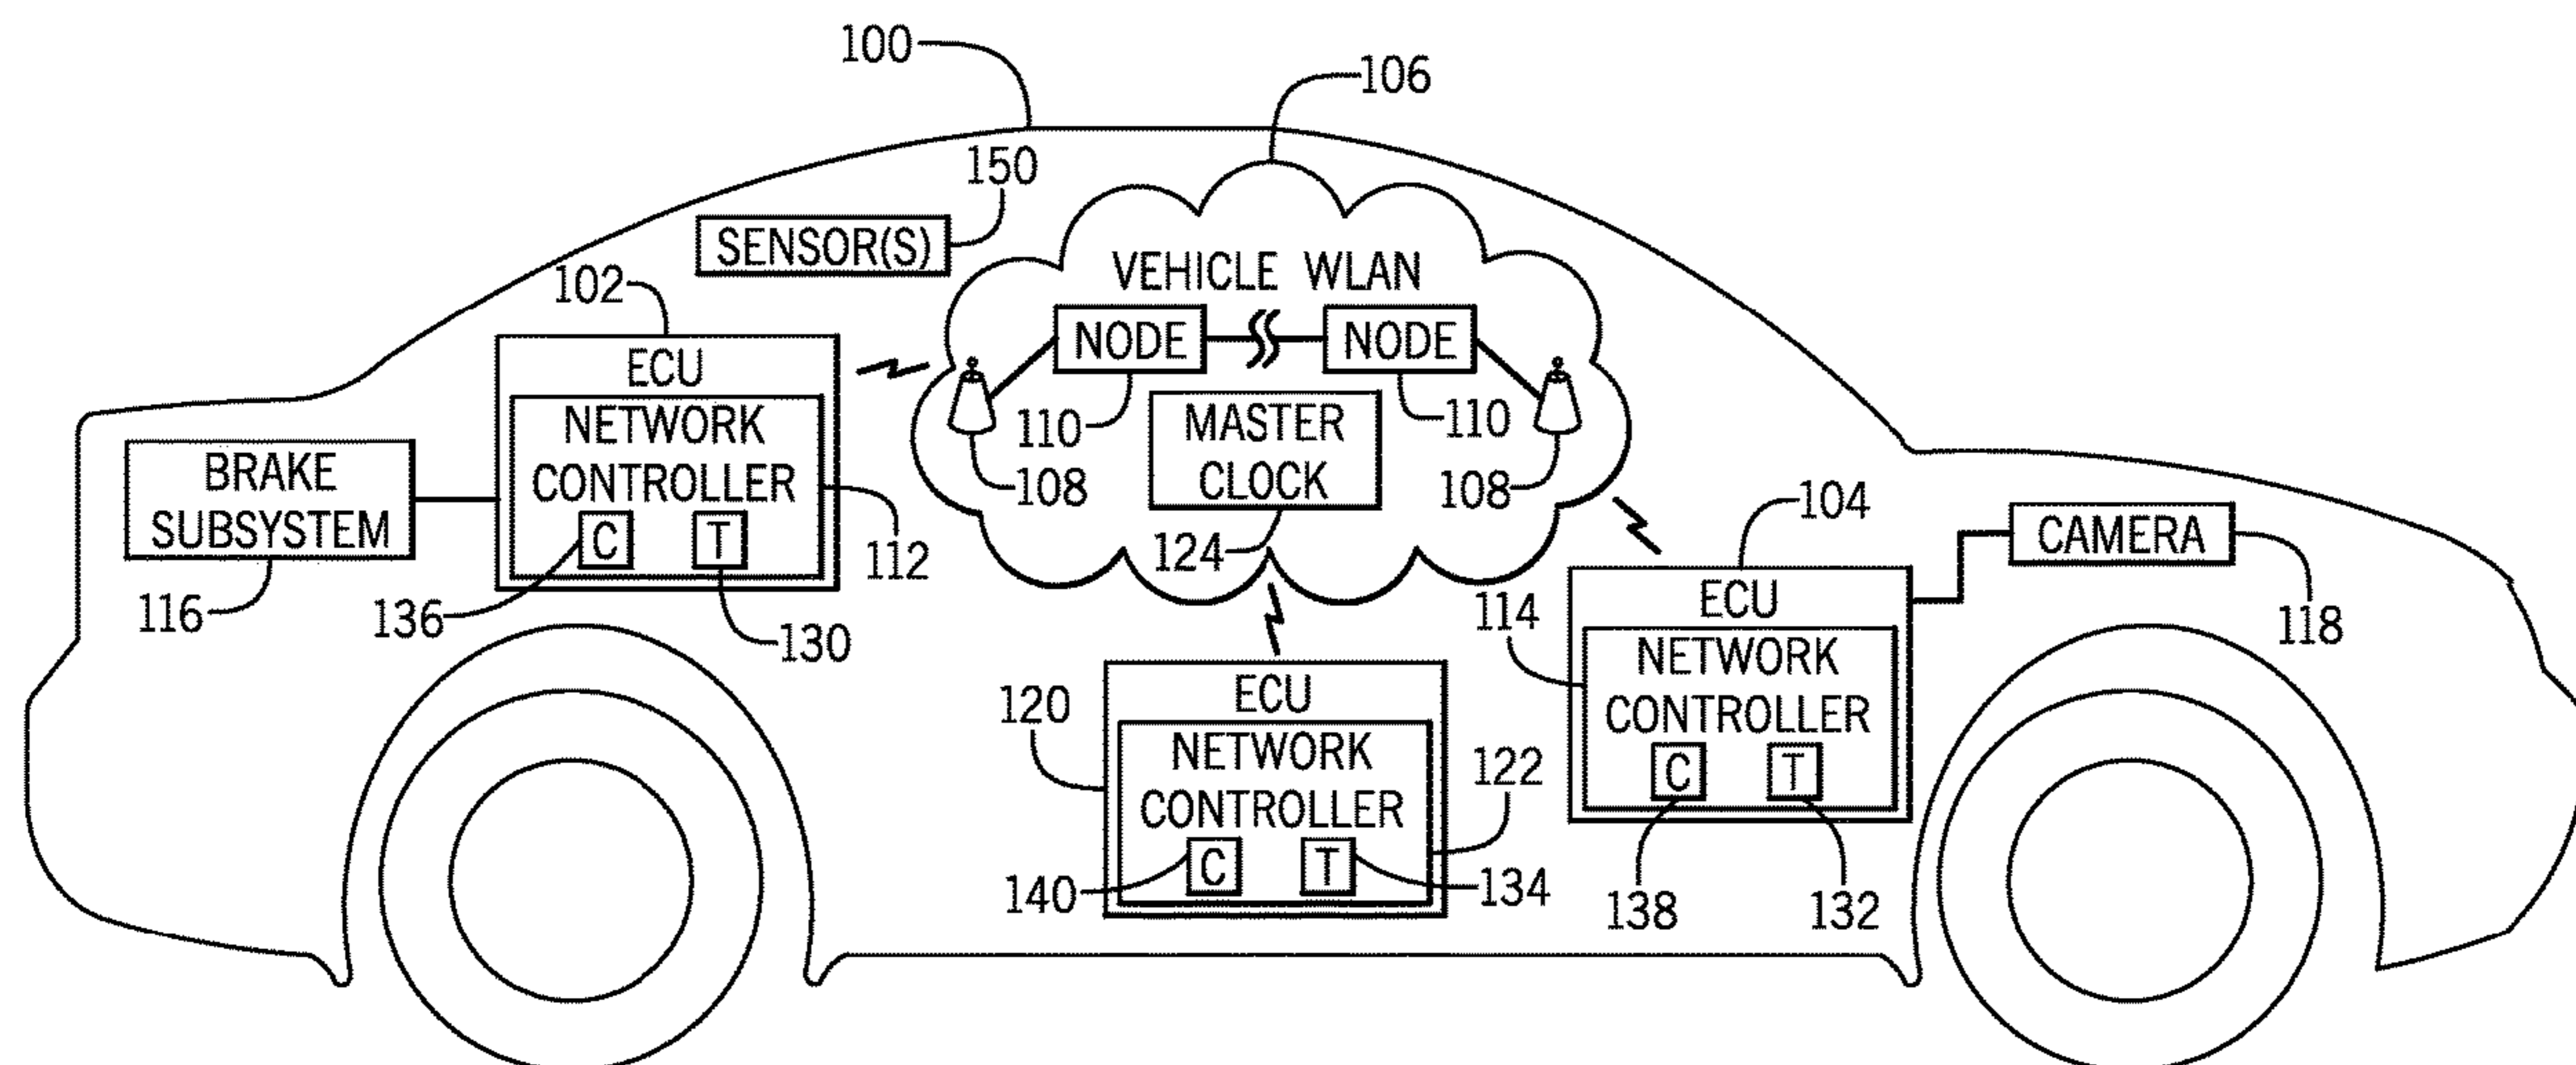 100
106
150
SENSOR(S)
102
VEHICLE WLAN
NODE
NODE
ECU
NETWORK
CONTROLLER
C
T
110
110
MASTER
CLOCK
108
108
124
BRAKE
SUBSYSTEM
112
116
136
130
104
CAMERA
118
ECU
114
NETWORK
CONTROLLER
C
T
138
132
120
ECU
NETWORK
CONTROLLER
C
T
122
140
134